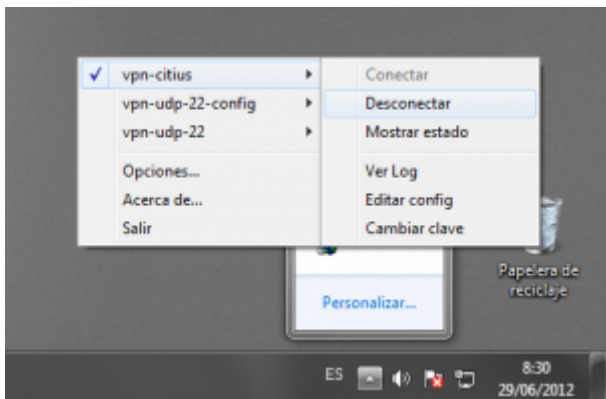 vpn-citius
vpn-udp-22-config
vpn-udp-22
Opciones...
Acerca de...
Salir
Conectar
Desconectar
Mostrar estado
Ver Log
Editar config
Cambiar clave
Papelera de
reciclaje
Personalizar...
ES
8:30
29/06/2012